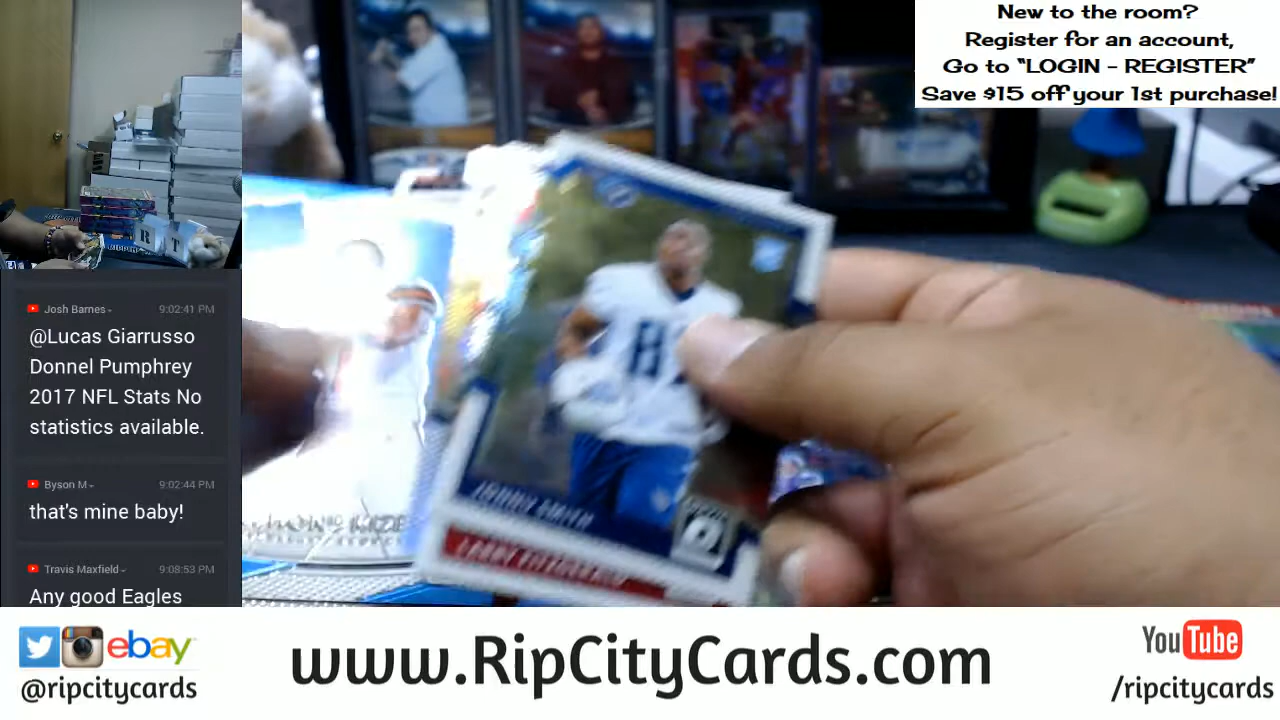 New to the room?
Register for an account,
Go to “LOGIN - REGISTER”
Save $15 off your 1st purchase!
R T
Josh Barnes 9:02:41 PM
@Lucas Giarrusso
Donnel Pumphrey
2017 NFL Stats No
statistics available.
Byson M 9:02:44 PM
that's mine baby!
Travis Maxfield 9:08:53 PM
Any good Eagles
LARRY FITZGERALD
ebay
@ripcitycards
www.RipCityCards.com
YouTube
/ripcitycards